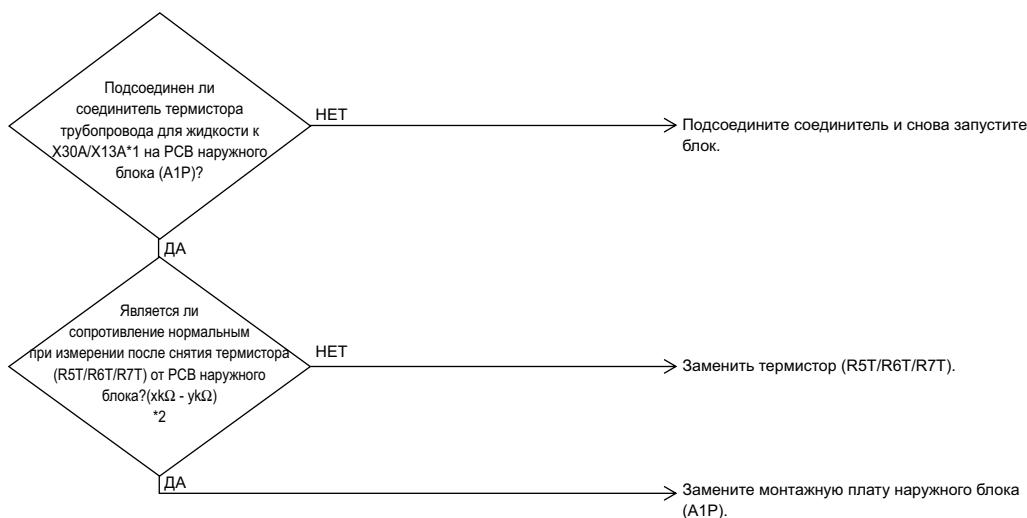 Подсоединен ли
соединитель термистора
трубопровода для жидкости к
X30A/X13A*1 на PCB наружного
блока (A1P)?
НЕТ
Подсоедините соединитель и снова запустите
блок.
ДА
Является ли
сопротивление нормальным
при измерении после снятия термистора
(R5T/R6T/R7T) от PCB наружного
блока?(xkΩ - ykΩ)
*2
НЕТ
Заменить термистор (R5T/R6T/R7T).
ДА
Замените монтажную плату наружного блока
(A1P).